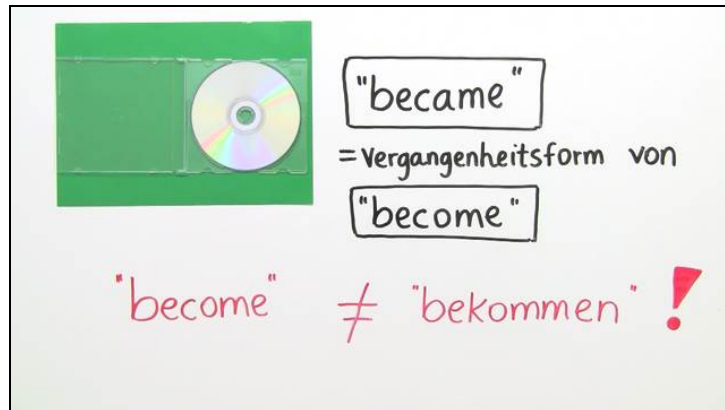 "became"
= Vergangenheitsform von
"become"
"become" ≠ "bekommen" !